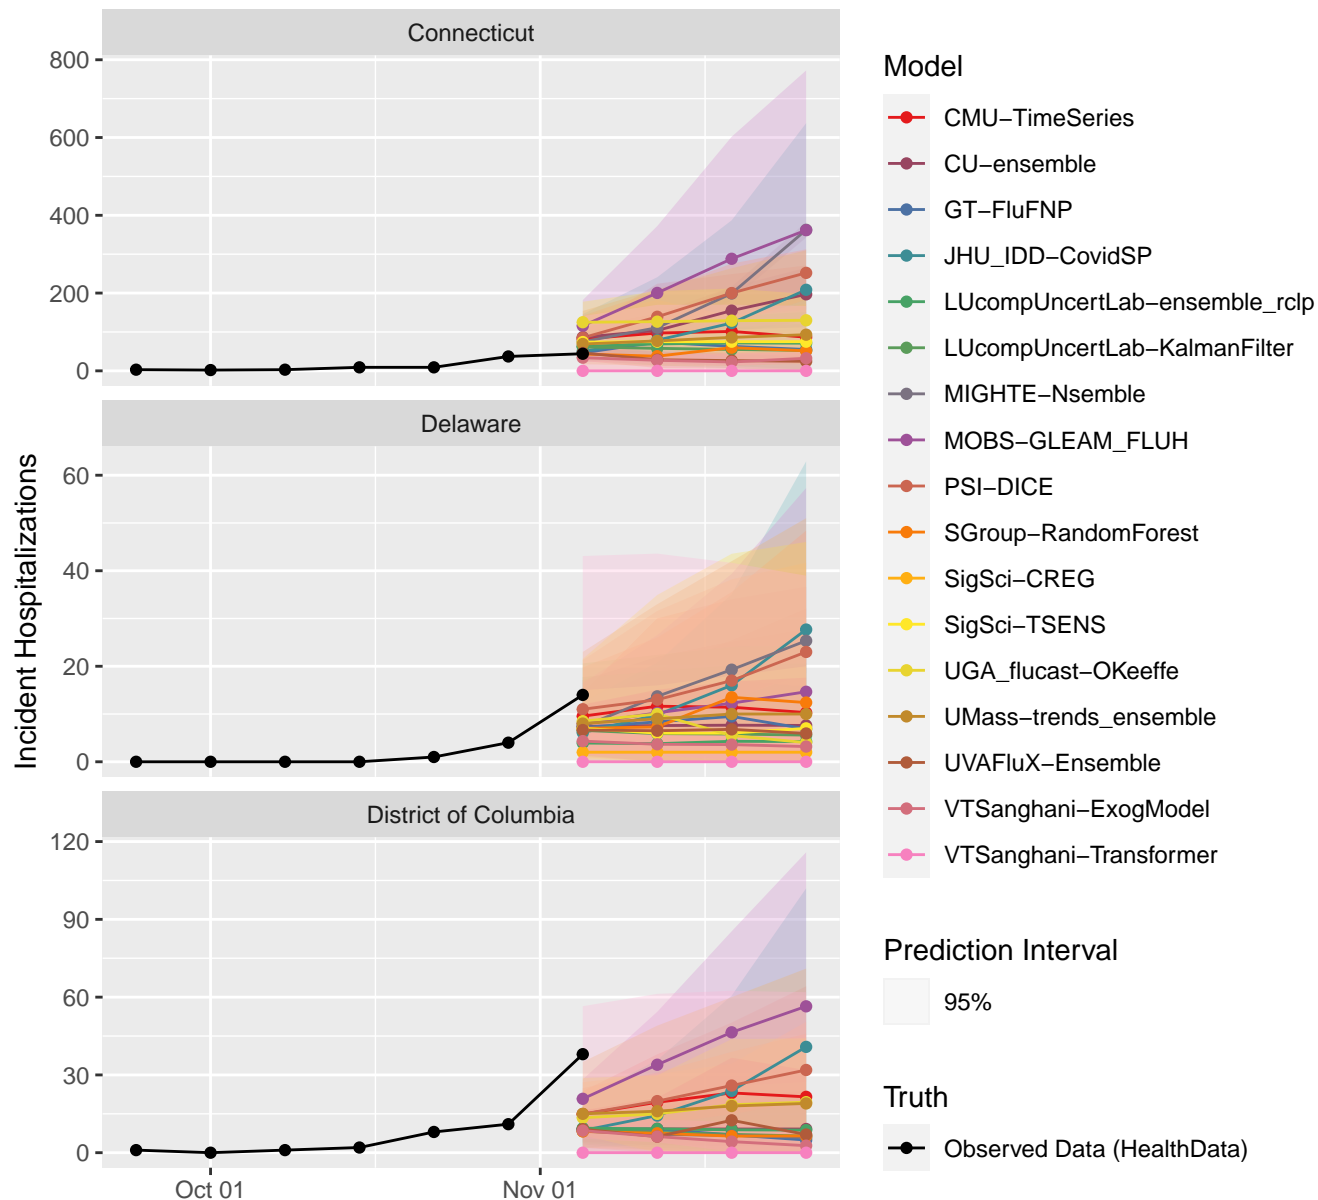 Connecticut
800
600
400
200
0
Delaware
60
40
20
0
District of Columbia
120
90
60
30
0
Oct 01
Nov 01
Incident Hospitalizations
Model
CMU−TimeSeries
CU−ensemble
GT−FluFNP
JHU_IDD−CovidSP
LUcompUncertLab−ensemble_rclp
LUcompUncertLab−KalmanFilter
MIGHTE−Nsemble
MOBS−GLEAM_FLUH
PSI−DICE
SGroup−RandomForest
SigSci−CREG
SigSci−TSENS
UGA_flucast−OKeeffe
UMass−trends_ensemble
UVAFluX−Ensemble
VTSanghani−ExogModel
VTSanghani−Transformer
Prediction Interval
95%
Truth
Observed Data (HealthData)